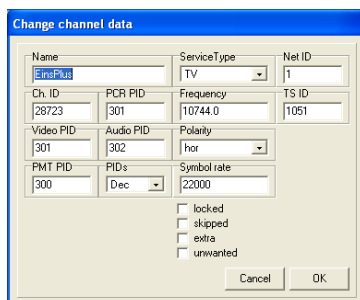 Change channel data
Name ServiceType Net ID
EinsPlus TV 1
Ch. ID PCR PID Frequency TS ID
28723 301 10744.0 1051
Video PID Audio PID Polarity
301 302 hor
PMT PID PIDs Symbol rate
300 Dec 22000
locked
skipped
extra
unwanted
Cancel OK